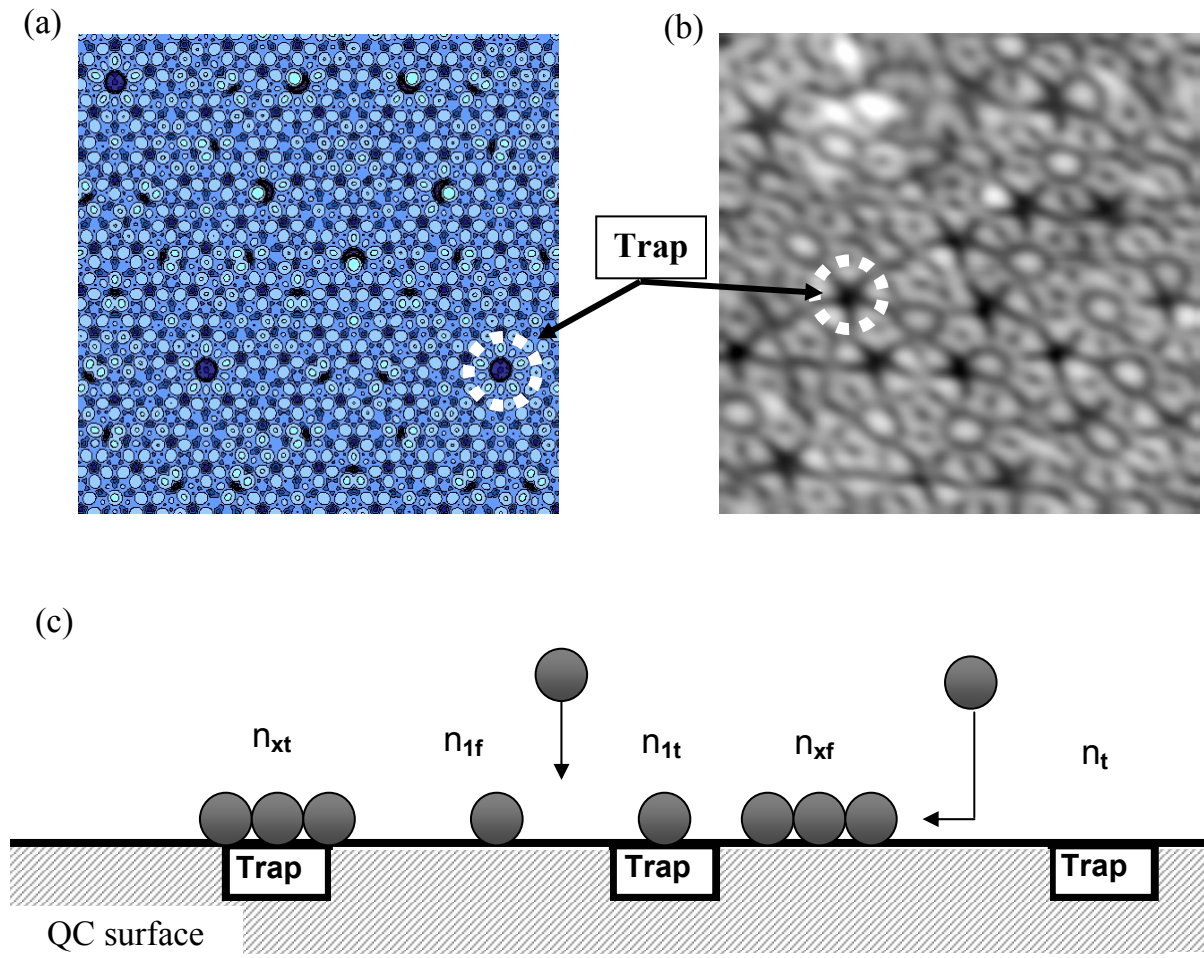 (a)
(b)
Trap
(c)
n_xt
n_1f
n_1t
n_xf
n_t
Trap
Trap
Trap
QC surface